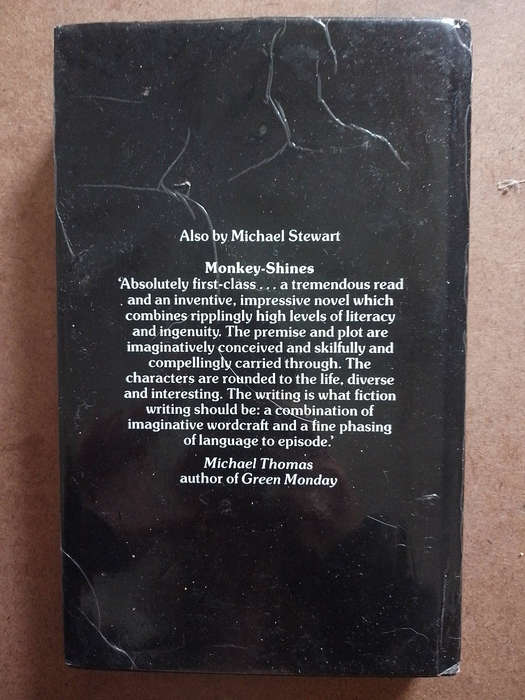 Also by Michael Stewart
Monkey-Shines
'Absolutely first-class . . . a tremendous read
and an inventive, impressive novel which
combines ripplingly high levels of literacy
and ingenuity. The premise and plot are
imaginatively conceived and skilfully and
compellingly carried through. The
characters are rounded to the life, diverse
and interesting. The writing is what fiction
writing should be: a combination of
imaginative wordcraft and a fine phasing
of language to episode.'
Michael Thomas
author of Green Monday